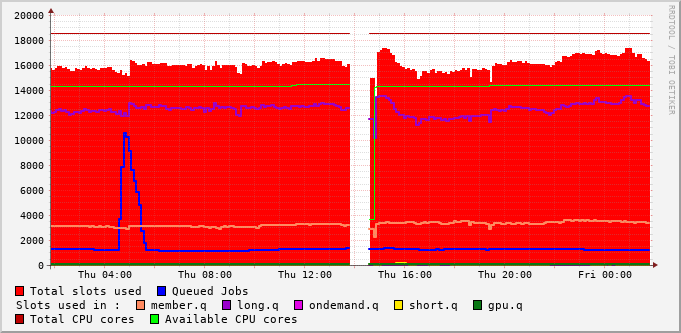 20000
18000
16000
14000
12000
10000
8000
6000
4000
2000
0
Thu 04:00 Thu 08:00 Thu 12:00 Thu 16:00 Thu 20:00 Fri 00:00
RRDTOOL / TOBI OETIKER
Total slots used Queued Jobs
Slots used in : member.q long.q ondemand.q short.q gpu.q
Total CPU cores Available CPU cores